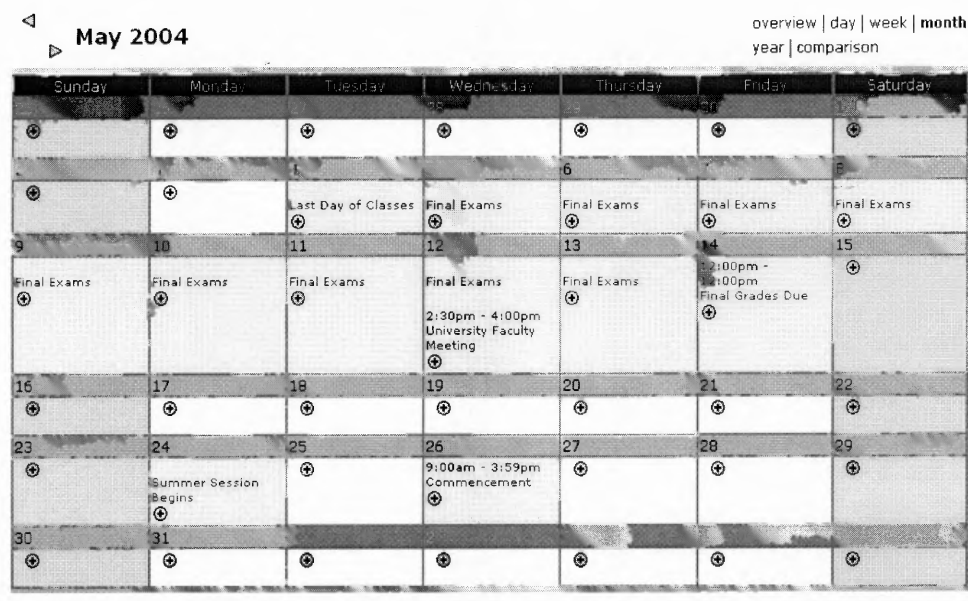 May 2004
overview | day | week | month
year | comparison
Sunday Monday Tuesday Wednesday Thursday Friday Saturday
6
Last Day of Classes Final Exams Final Exams Final Exams Final Exams
9 10 11 12 13 14 15
12:00pm -
12:00pm
Final Exams Final Exams Final Exams Final Exams Final Exams Final Grades Due
2:30pm - 4:00pm
University Faculty
Meeting
16 17 18 19 20 21 22
23 24 25 26 27 28 29
9:00am - 3:59pm
Summer Session Commencement
Begins
30 31